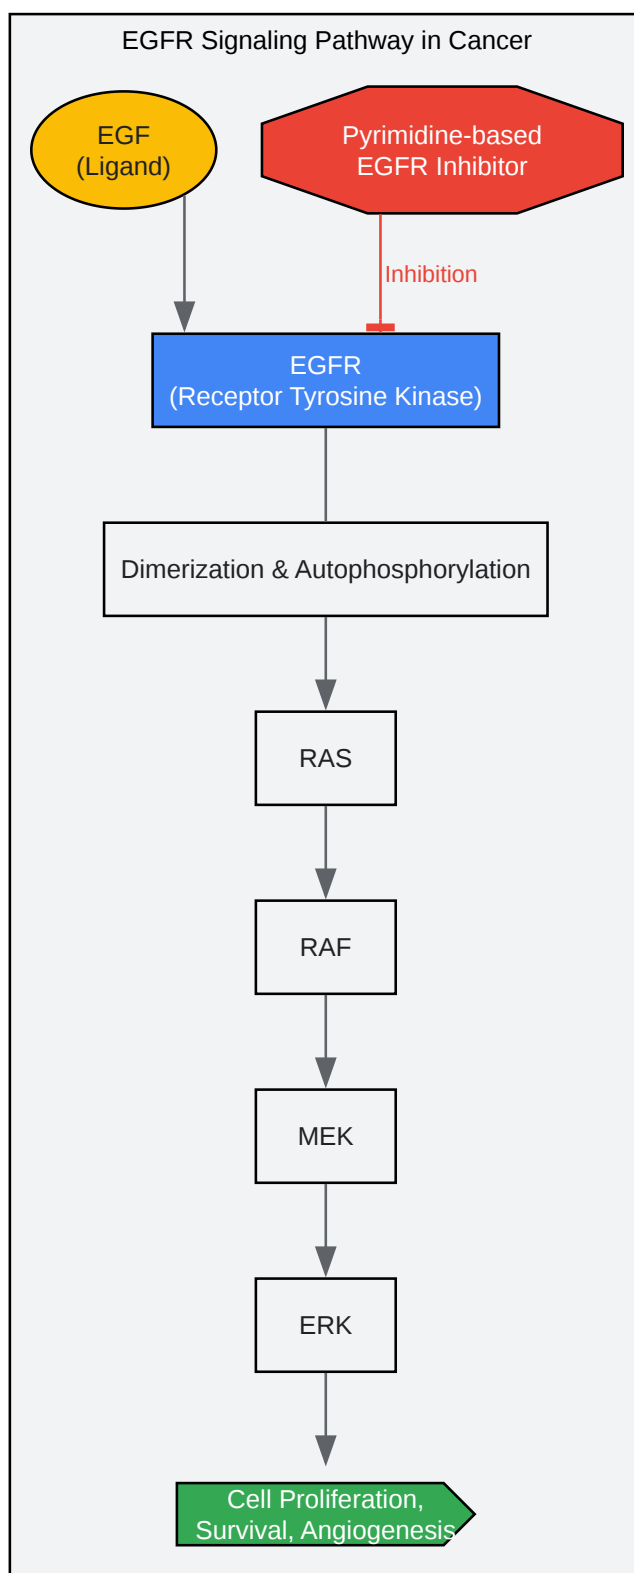 EGFR Signaling Pathway in Cancer
EGF
(Ligand)
Pyrimidine-based
EGFR Inhibitor
Inhibition
EGFR
(Receptor Tyrosine Kinase)
Dimerization & Autophosphorylation
RAS
RAF
MEK
ERK
Cell Proliferation,
Survival, Angiogenesis